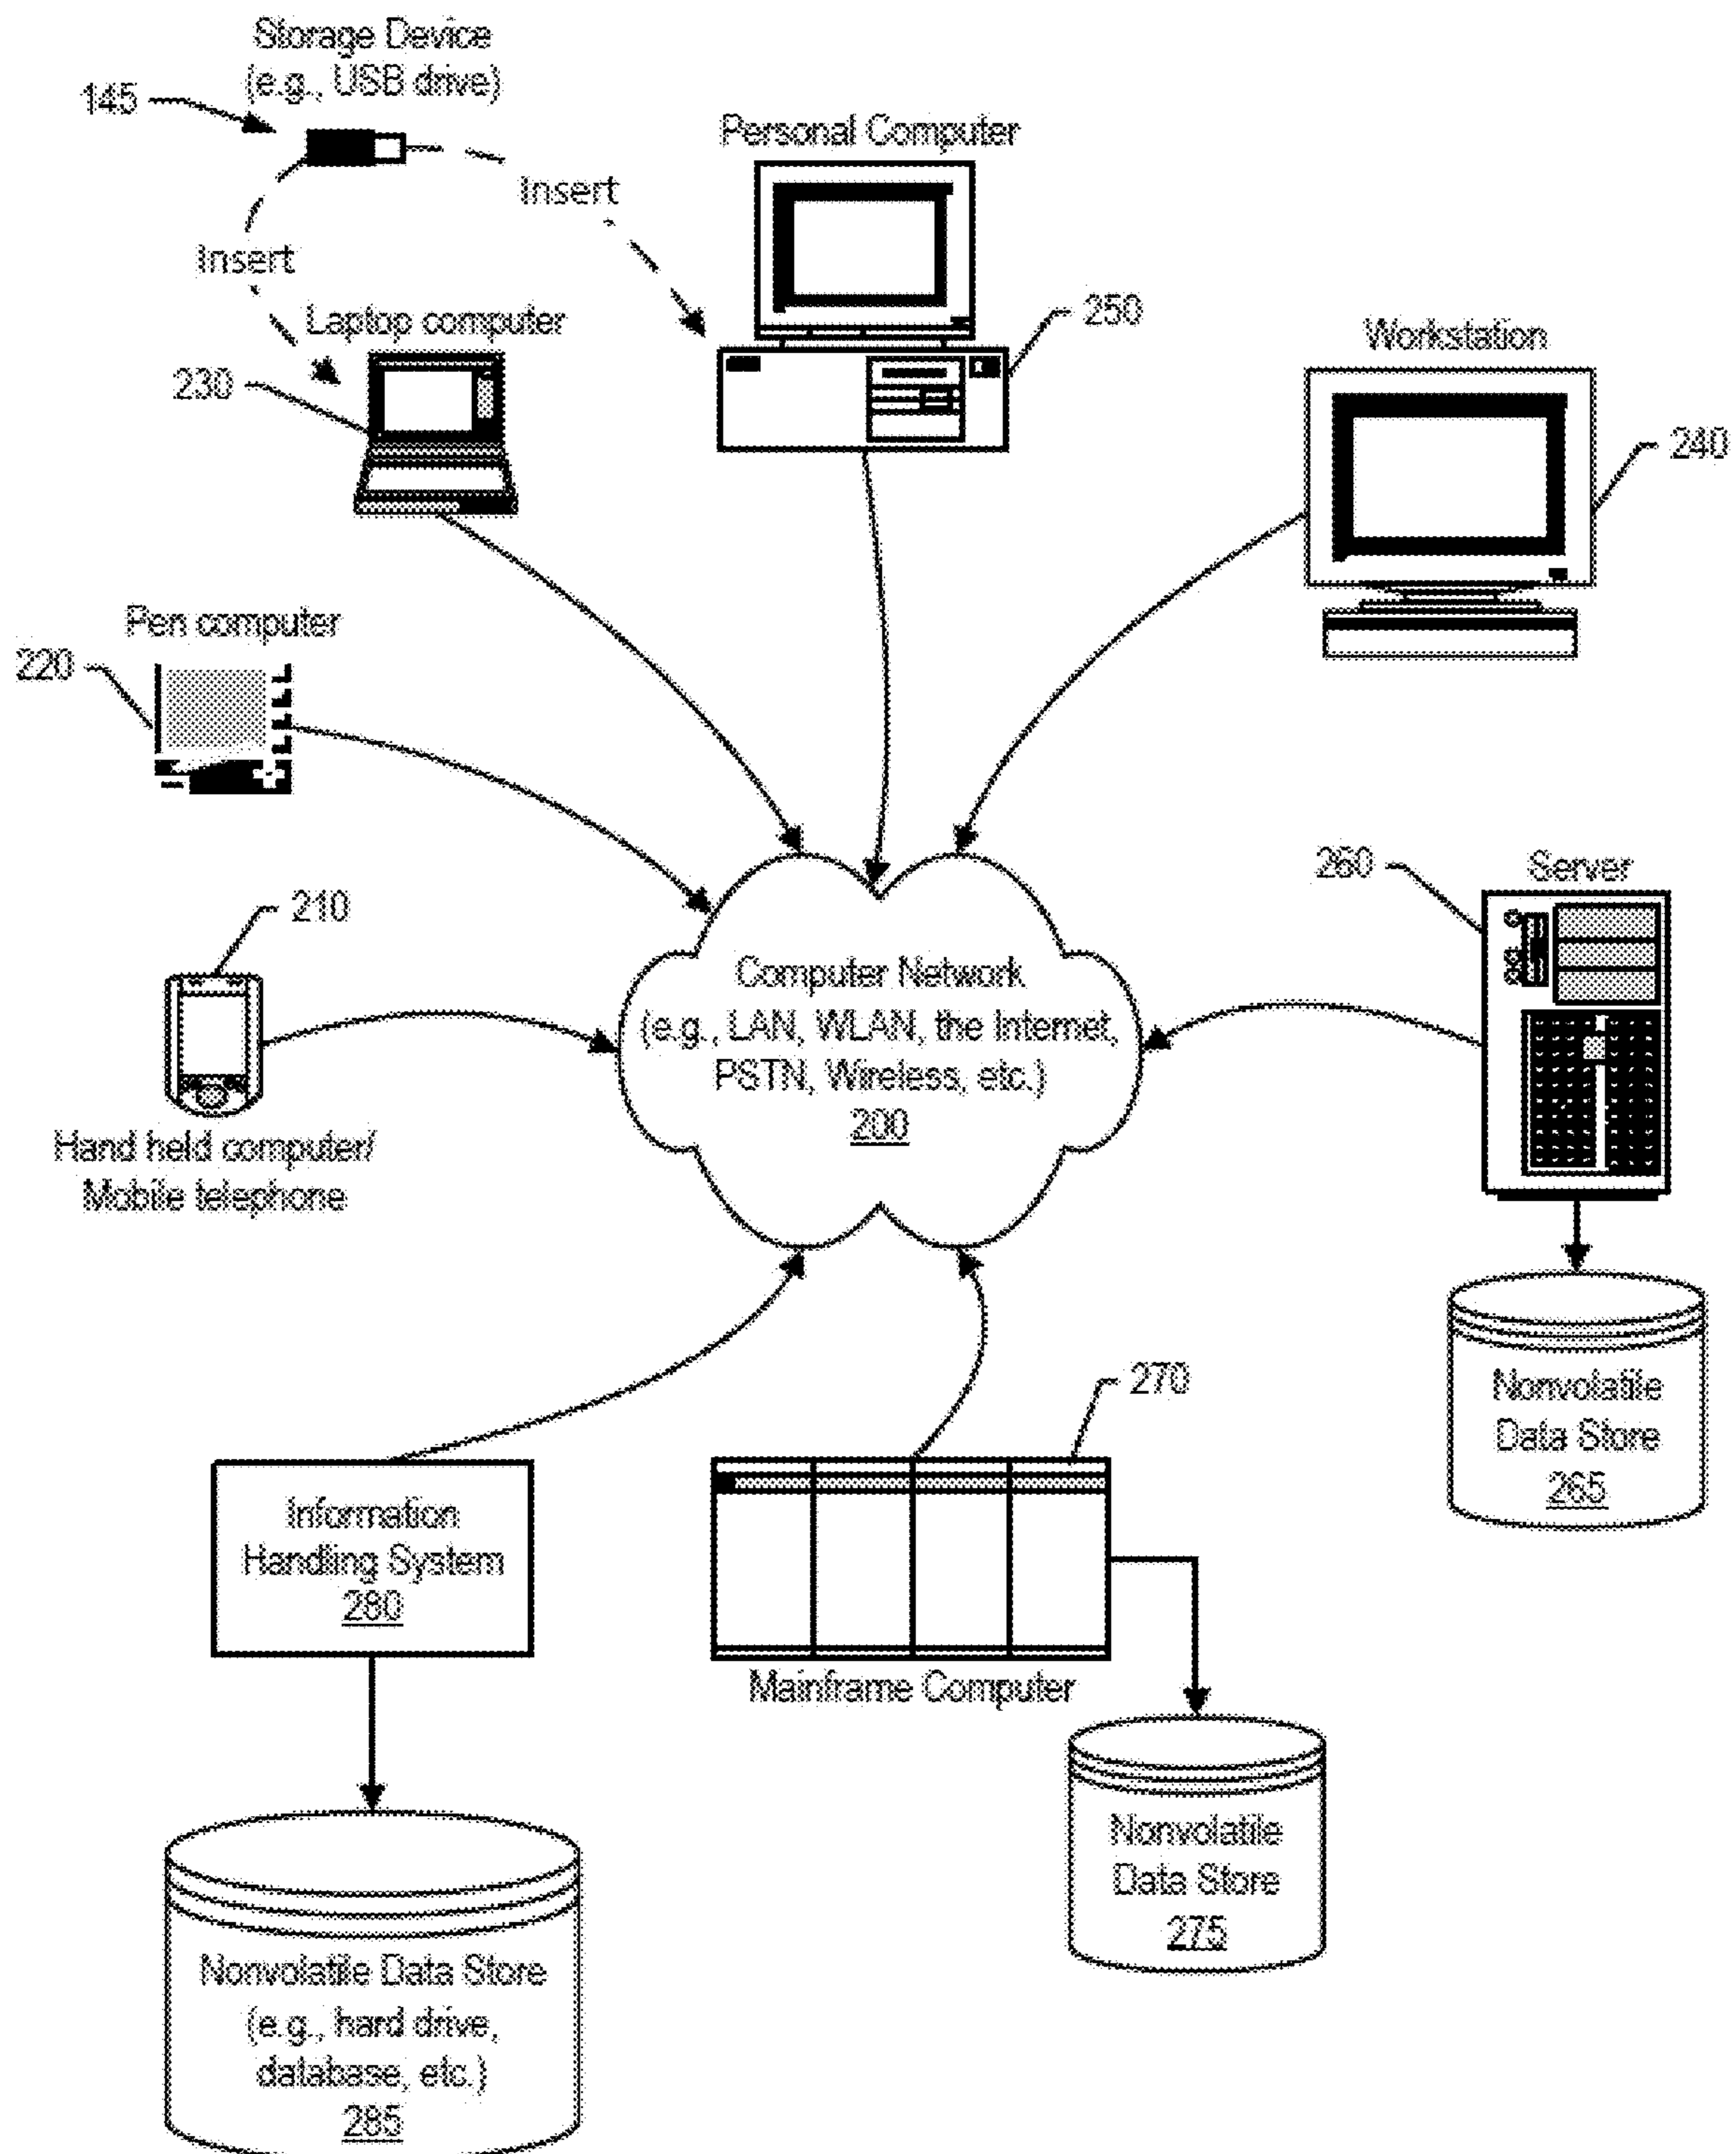 Storage Device
(e.g., USB drive)
145
Insert
Insert
Personal Computer
250
Laptop computer
230
Workstation
240
Pen computer
220
210
Hand held computer/
Mobile telephone
Computer Network
(e.g., LAN, WLAN, the Internet,
PSTN, Wireless, etc.)
200
260
Server
Nonvolatile
Data Store
265
270
Mainframe Computer
Information
Handling System
280
Nonvolatile
Data Store
275
Nonvolatile Data Store
(e.g., hard drive,
database, etc.)
285